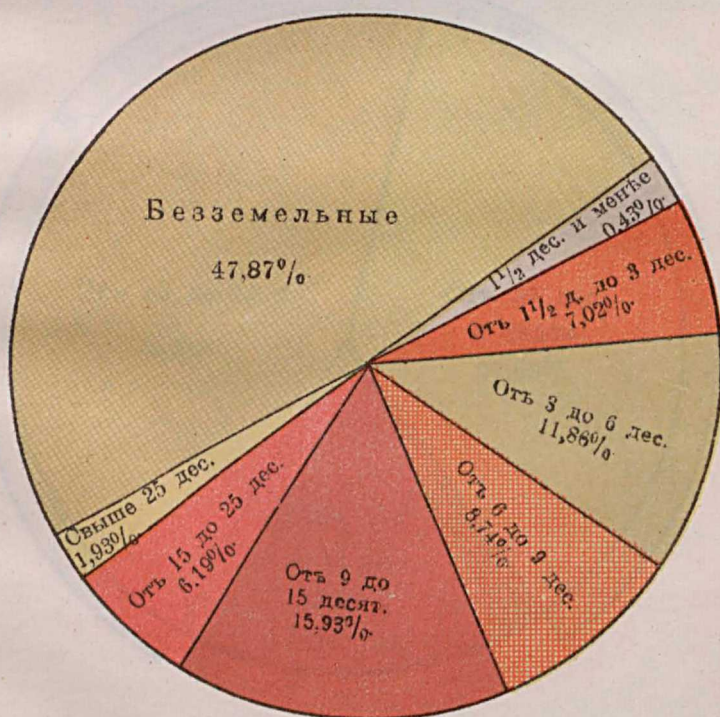 Безземельные
47,87%
1½ дес. и менѣе
0,43%.
Отъ 1½ д. до 3 дес.
7,02%.
Отъ 3 до 6 дес.
11,86%.
Отъ 6 до 9 дес.
8,74%.
Отъ 9 до
15 десят.
15,93%.
Отъ 15 до 25 дес.
6,19%.
Свыше 25 дес.
1,93%.